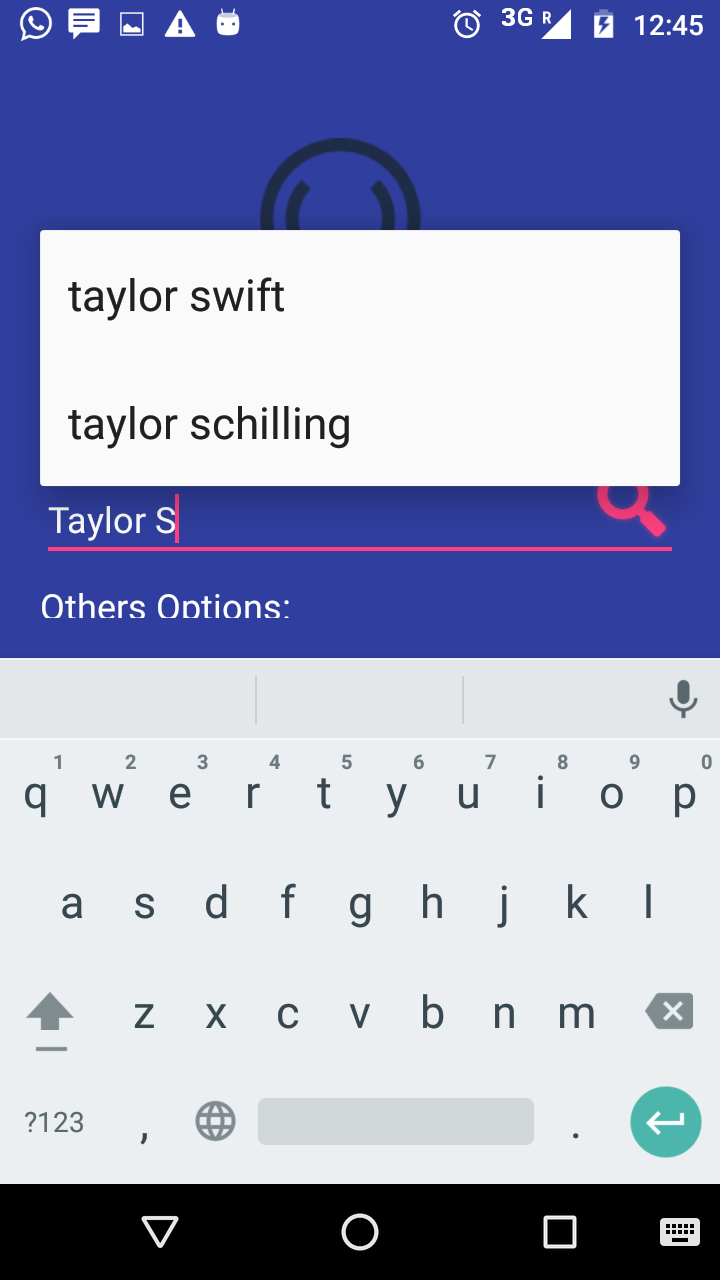 3G R 12:45
taylor swift
taylor schilling
Taylor S
Others Options:
1 2 3 4 5 6 7 8 9 0
q w e r t y u i o p
a s d f g h j k l
z x c v b n m
?123 , .